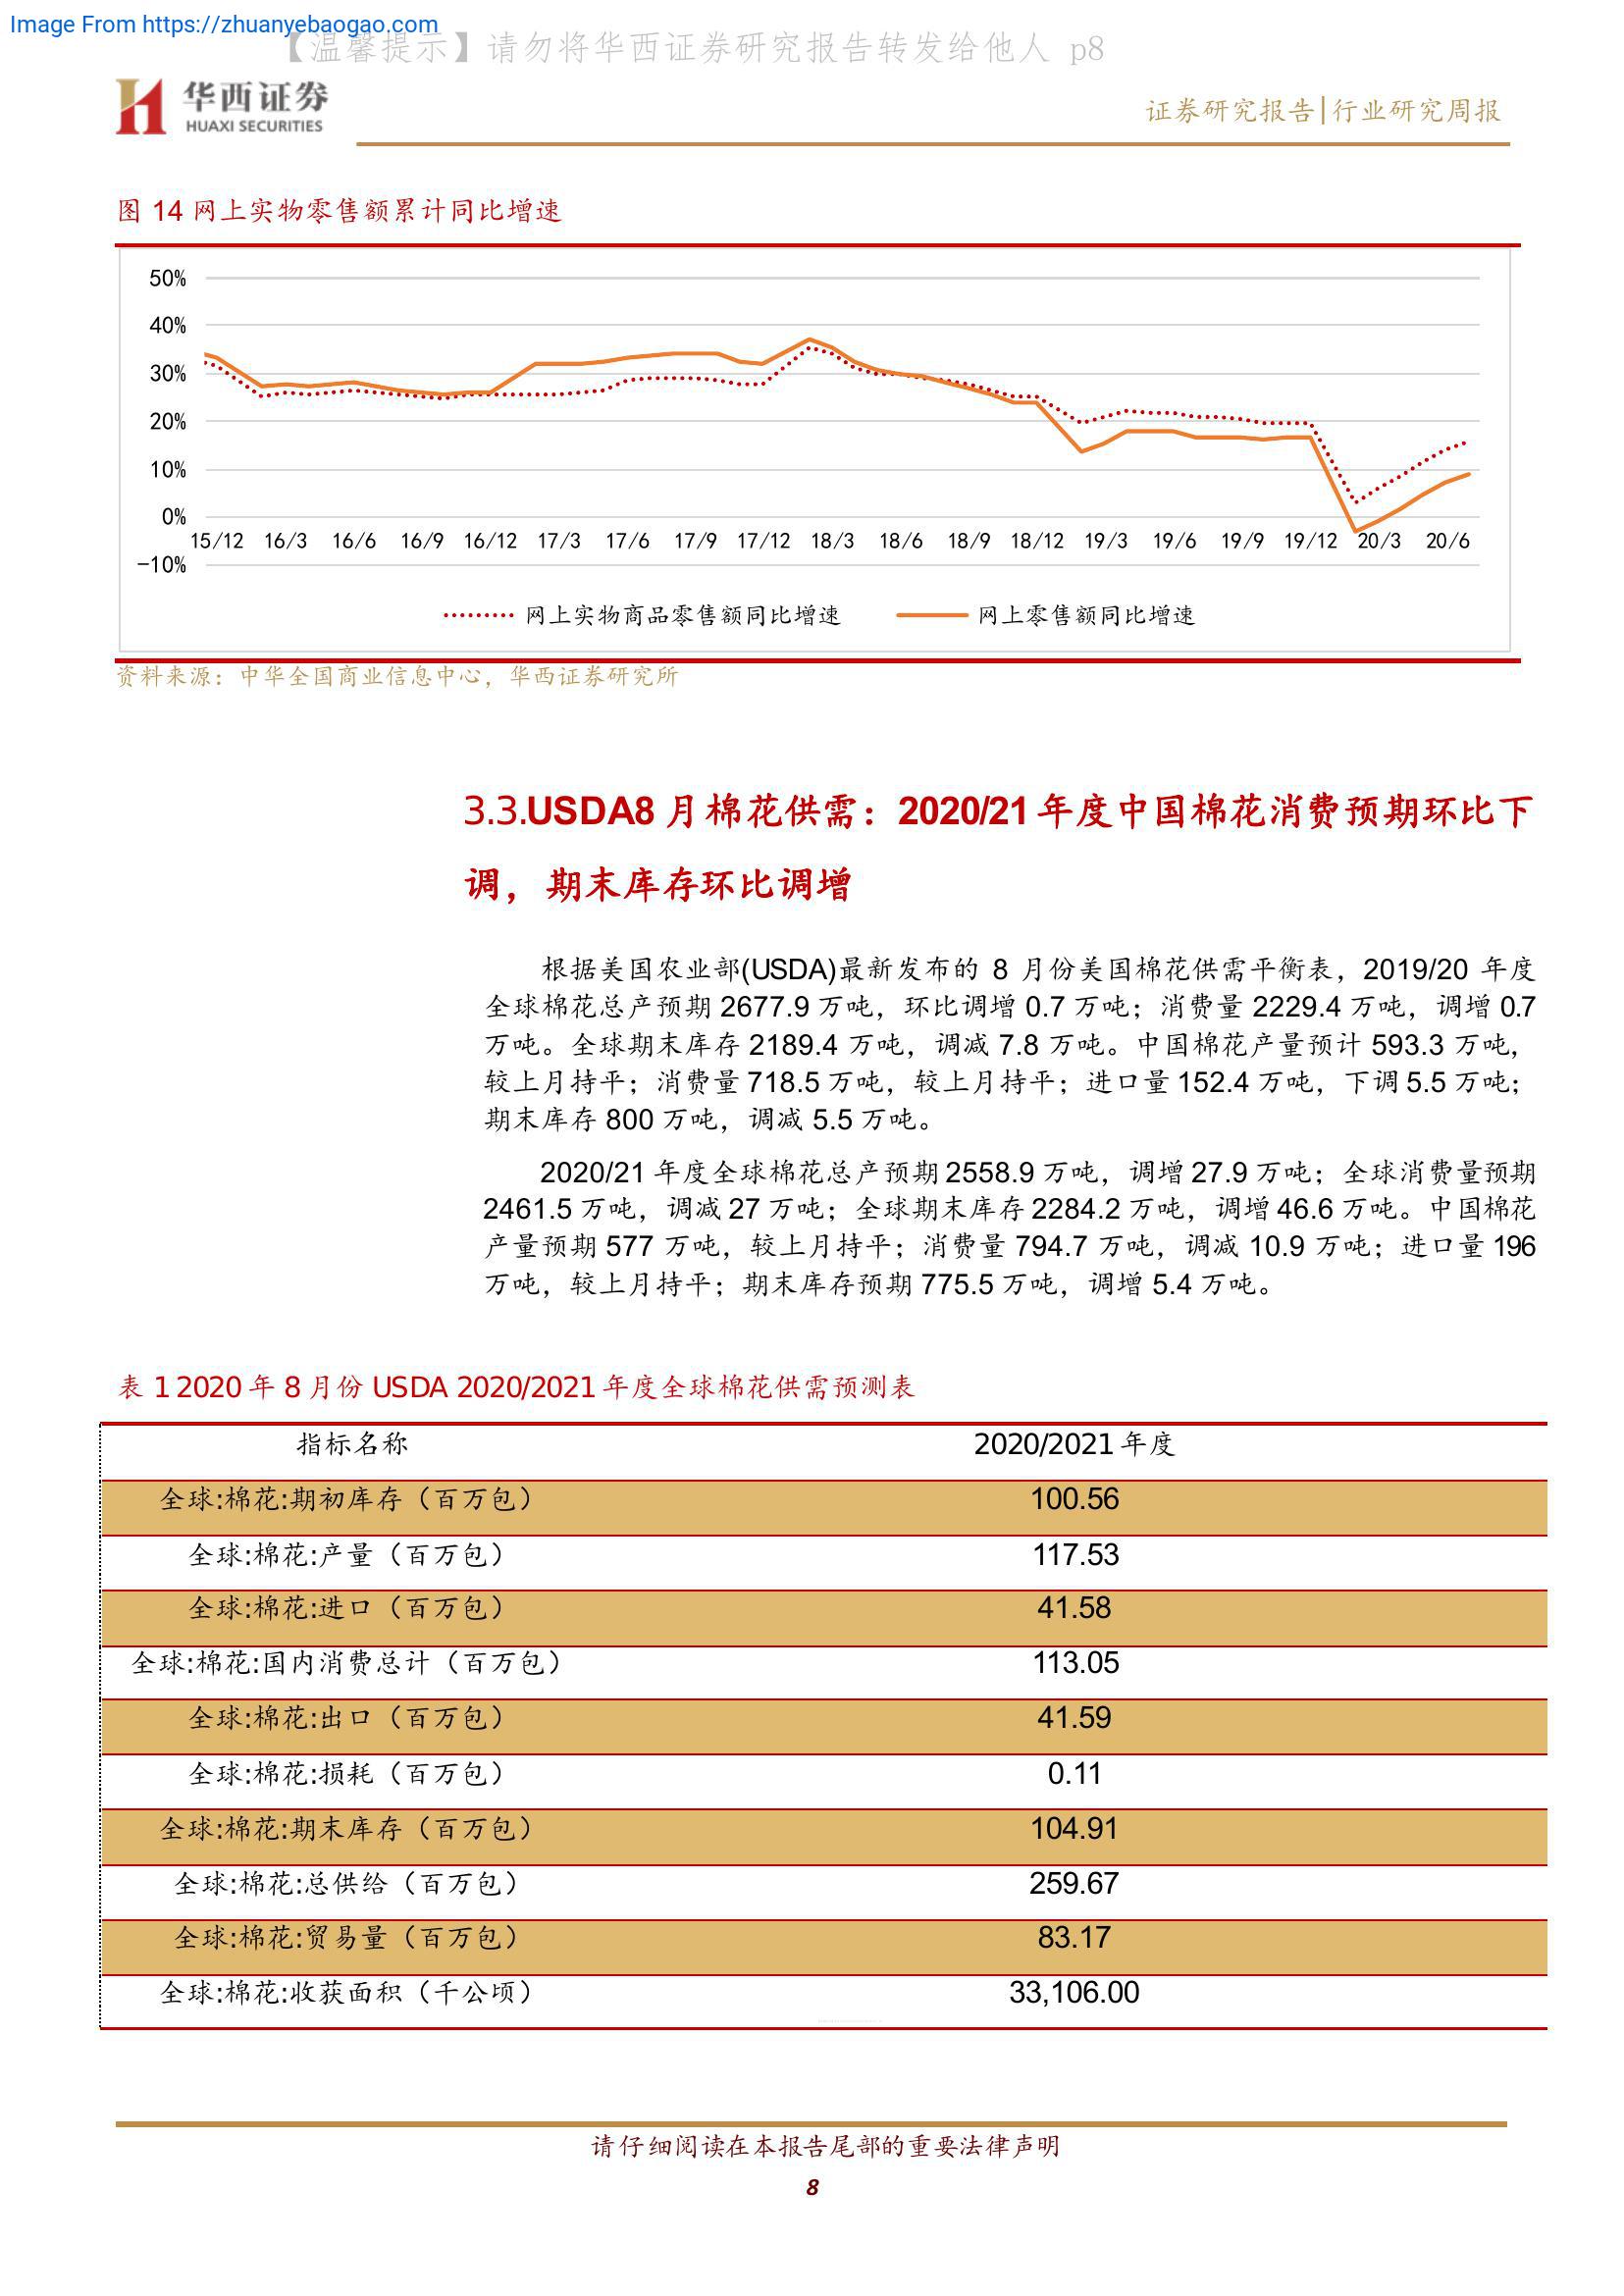 Image From https://zhuanyebaogao.com
【温馨提示】请勿将华西证券研究报告转发给他人 p8
华西证券
HUAXI SECURITIES
证券研究报告|行业研究周报
图 14 网上实物零售额累计同比增速
50%
40%
30%
20%
10%
0%
15/12 16/3 16/6 16/9 16/12 17/3 17/6 17/9 17/12 18/3 18/6 18/9 18/12 19/3 19/6 19/9 19/12 20/3 20/6
-10%
网上实物商品零售额同比增速 网上零售额同比增速
资料来源：中华全国商业信息中心，华西证券研究所
3.3.USDA8 月棉花供需：2020/21 年度中国棉花消费预期环比下
调，期末库存环比调增
根据美国农业部(USDA)最新发布的 8 月份美国棉花供需平衡表，2019/20 年度
全球棉花总产预期 2677.9 万吨，环比调增 0.7 万吨；消费量 2229.4 万吨，调增 0.7
万吨。全球期末库存 2189.4 万吨，调减 7.8 万吨。中国棉花产量预计 593.3 万吨，
较上月持平；消费量 718.5 万吨，较上月持平；进口量 152.4 万吨，下调 5.5 万吨；
期末库存 800 万吨，调减 5.5 万吨。
2020/21 年度全球棉花总产预期 2558.9 万吨，调增 27.9 万吨；全球消费量预期
2461.5 万吨，调减 27 万吨；全球期末库存 2284.2 万吨，调增 46.6 万吨。中国棉花
产量预期 577 万吨，较上月持平；消费量 794.7 万吨，调减 10.9 万吨；进口量 196
万吨，较上月持平；期末库存预期 775.5 万吨，调增 5.4 万吨。
表 1 2020 年 8 月份 USDA 2020/2021 年度全球棉花供需预测表
指标名称 2020/2021 年度
全球:棉花:期初库存（百万包） 100.56
全球:棉花:产量（百万包） 117.53
全球:棉花:进口（百万包） 41.58
全球:棉花:国内消费总计（百万包） 113.05
全球:棉花:出口（百万包） 41.59
全球:棉花:损耗（百万包） 0.11
全球:棉花:期末库存（百万包） 104.91
全球:棉花:总供给（百万包） 259.67
全球:棉花:贸易量（百万包） 83.17
全球:棉花:收获面积（千公顷） 33,106.00
请仔细阅读在本报告尾部的重要法律声明
8